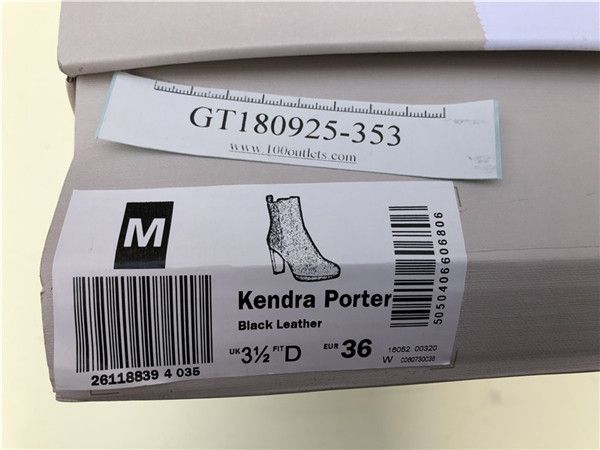 GT180925-353
www.100outlets.com
M
Kendra Porter
Black Leather
UK 3½ FIT D EUR 36
26118839 4 035
5050406606806
16052 00320
W C060730038